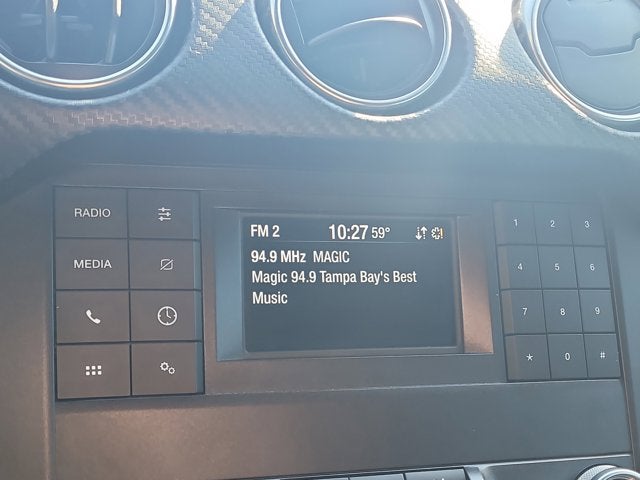 RADIO
MEDIA
FM 2 10:27 59°
94.9 MHz MAGIC
Magic 94.9 Tampa Bay's Best
Music
1 2 3
4 5 6
7 8 9
* 0 #